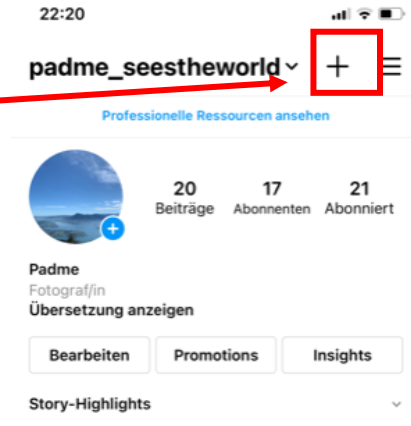 22:20
padme_seestheworld
Professionelle Ressourcen ansehen
20 17 21
Beiträge Abonnenten Abonniert
Padme
Fotograf/in
Übersetzung anzeigen
Bearbeiten Promotions Insights
Story-Highlights